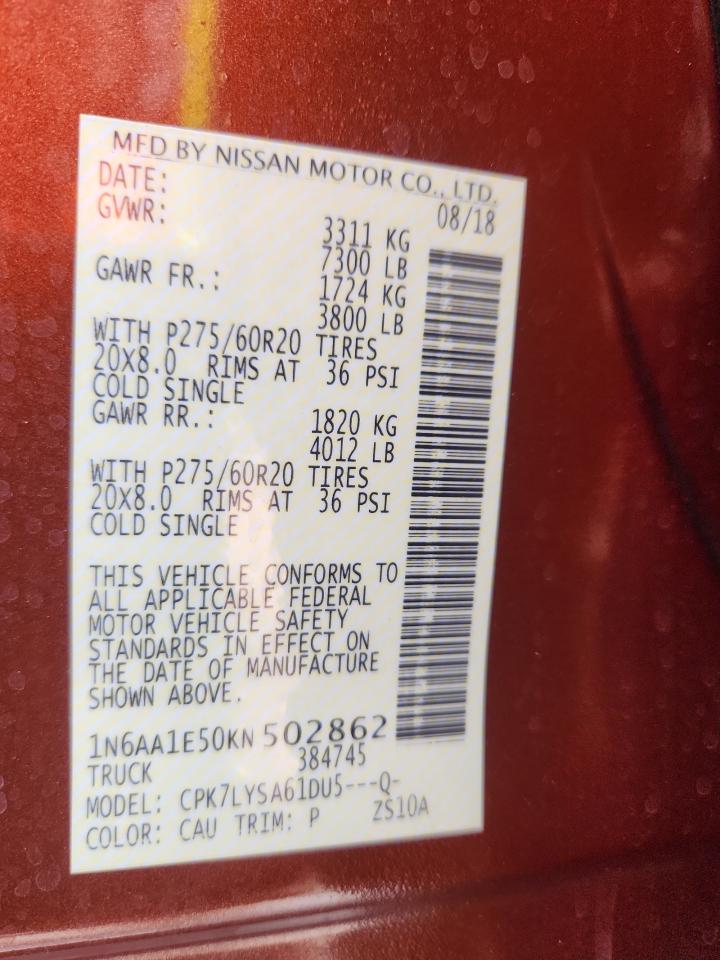 MFD BY NISSAN MOTOR CO., LTD.
DATE: 08/18
GVWR: 3311 KG
7300 LB
GAWR FR.: 1724 KG
3800 LB
WITH P275/60R20 TIRES
20X8.0 RIMS AT 36 PSI
COLD SINGLE
GAWR RR.: 1820 KG
4012 LB
WITH P275/60R20 TIRES
20X8.0 RIMS AT 36 PSI
COLD SINGLE
THIS VEHICLE CONFORMS TO
ALL APPLICABLE FEDERAL
MOTOR VEHICLE SAFETY
STANDARDS IN EFFECT ON
THE DATE OF MANUFACTURE
SHOWN ABOVE.
1N6AA1E50KN502862
TRUCK 384745
MODEL: CPK7LYSA61DU5---Q-
COLOR: CAU TRIM: P ZS10A